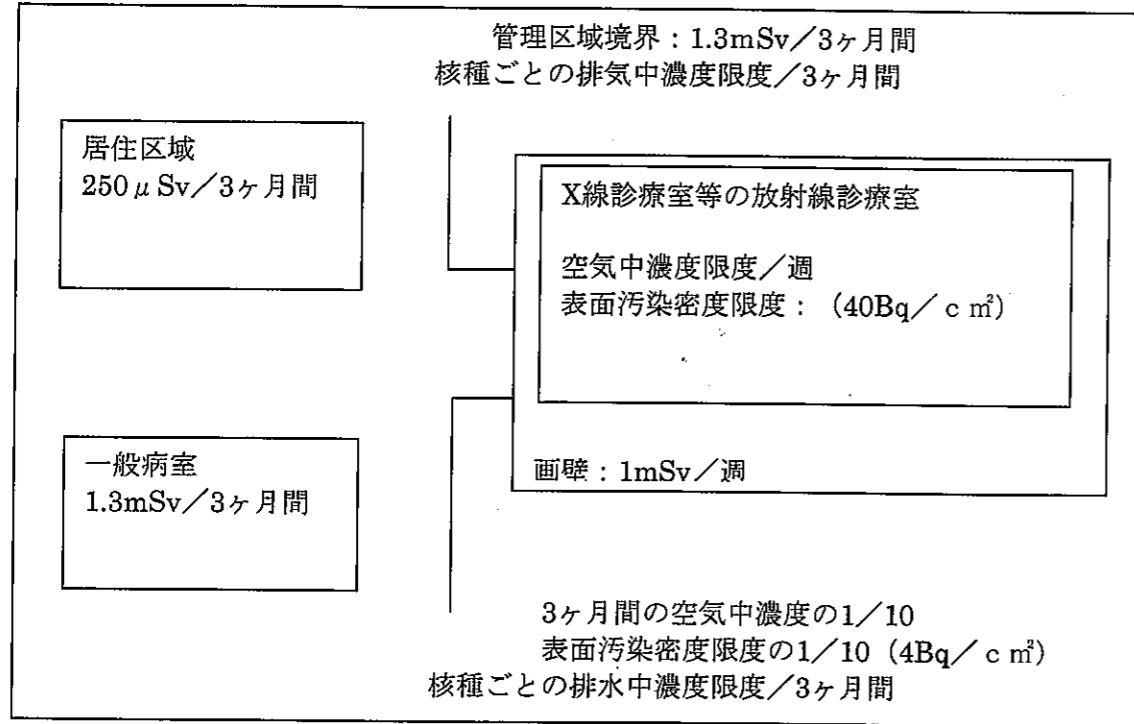 管理区域境界:1.3mSv/3ヶ月間
核種ごとの排気中濃度限度/3ヶ月間
居住区域
250μSv/3ヶ月間
X線診療室等の放射線診療室
空気中濃度限度/週
表面汚染密度限度:(40Bq/c㎡)
画壁:1mSv/週
一般病室
1.3mSv/3ヶ月間
3ヶ月間の空気中濃度の1/10
表面汚染密度限度の1/10(4Bq/c㎡)
核種ごとの排水中濃度限度/3ヶ月間